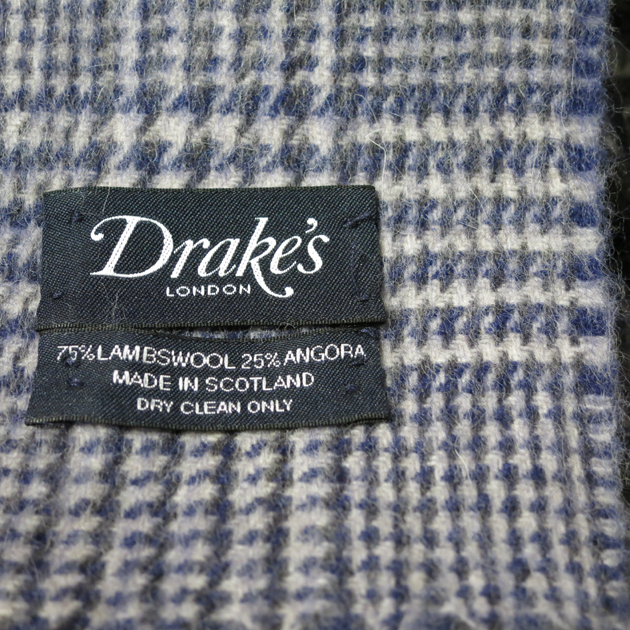 Drake's
LONDON
75% LAMBSWOOL 25% ANGORA
MADE IN SCOTLAND
DRY CLEAN ONLY